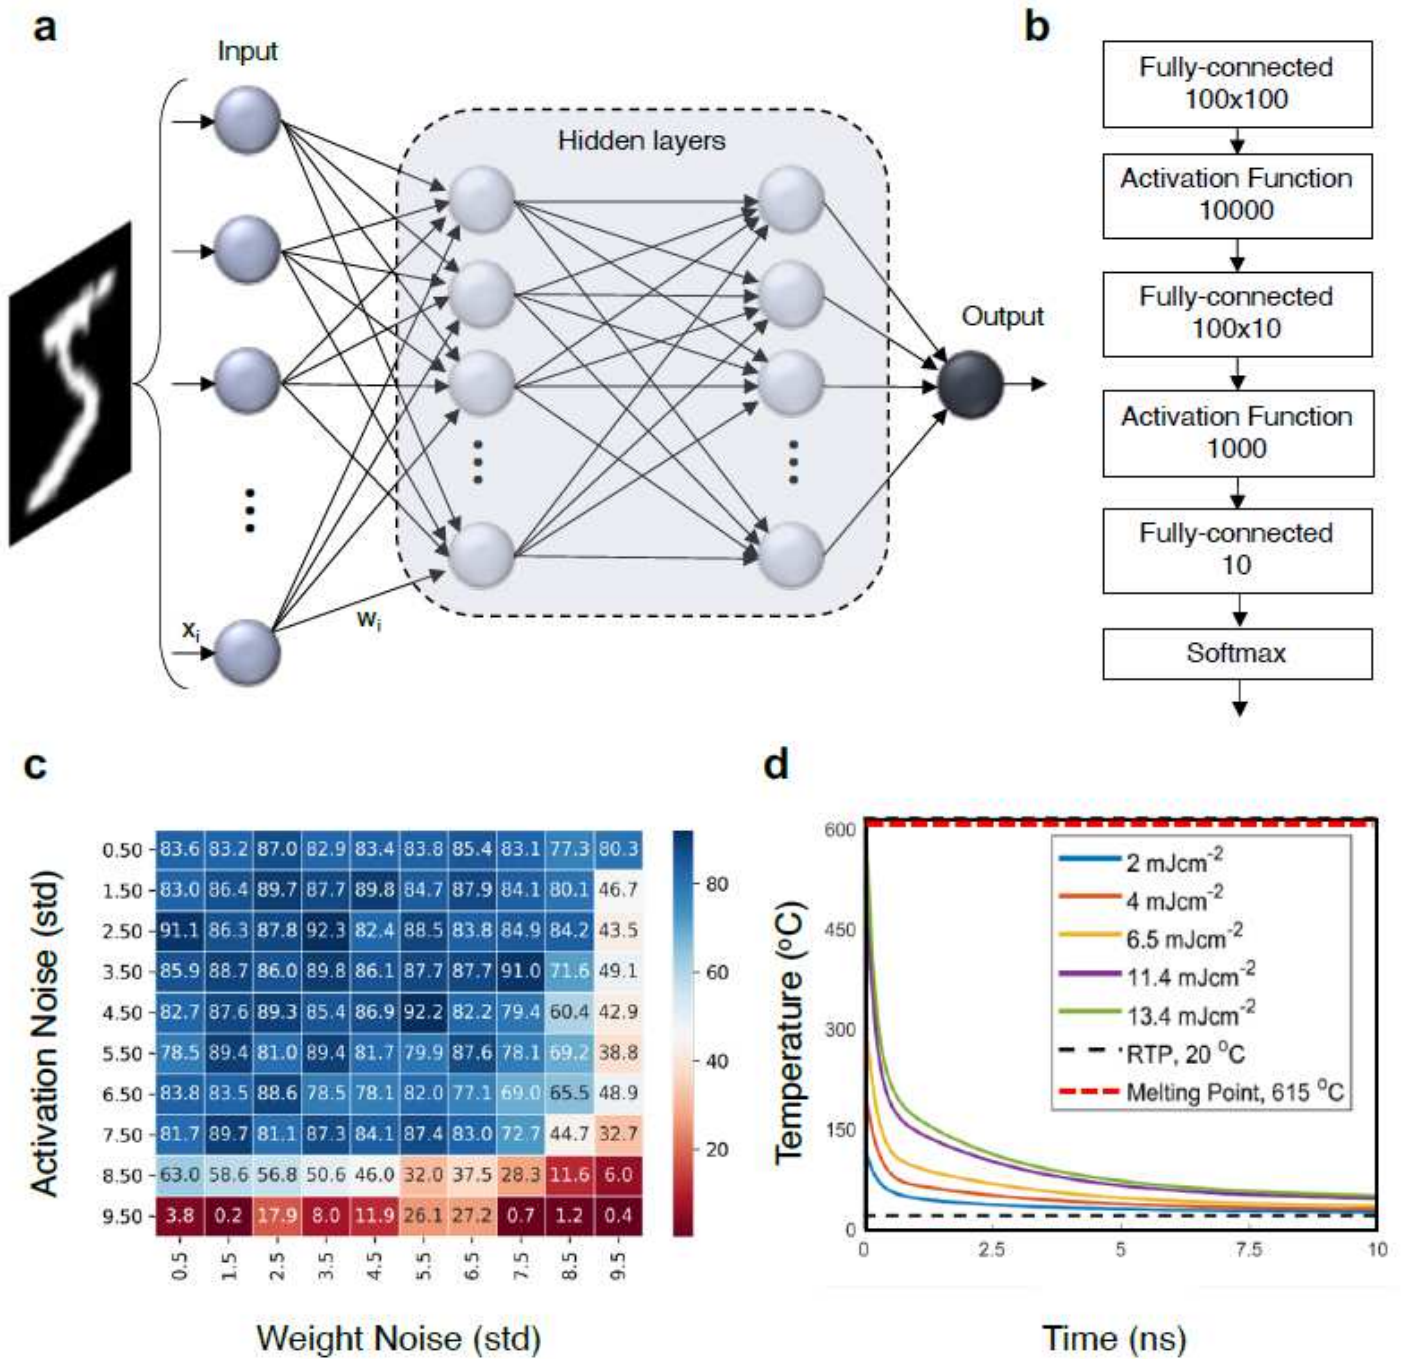 a
Input
Hidden layers
Output
xi
wi
b
Fully-connected
100x100
Activation Function
10000
Fully-connected
100x10
Activation Function
1000
Fully-connected
10
Softmax
c
Activation Noise (std)
0.50 83.6 83.2 87.0 82.9 83.4 83.8 85.4 83.1 77.3 80.3
1.50 83.0 86.4 89.7 87.7 89.8 84.7 87.9 84.1 80.1 46.7
2.50 91.1 86.3 87.8 92.3 82.4 88.5 83.8 84.9 84.2 43.5
3.50 85.9 88.7 86.0 89.8 86.1 87.7 87.7 91.0 71.6 49.1
4.50 82.7 87.6 89.3 85.4 86.9 92.2 82.2 79.4 60.4 42.9
5.50 78.5 89.4 81.0 89.4 81.7 79.9 87.6 78.1 69.2 38.8
6.50 83.8 83.5 88.6 78.5 78.1 82.0 77.1 69.0 65.5 48.9
7.50 81.7 89.7 81.1 87.3 84.1 87.4 83.0 72.7 44.7 32.7
8.50 63.0 58.6 56.8 50.6 46.0 32.0 37.5 28.3 11.6 6.0
9.50 3.8 0.2 17.9 8.0 11.9 26.1 27.2 0.7 1.2 0.4
0.5 1.5 2.5 3.5 4.5 5.5 6.5 7.5 8.5 9.5
Weight Noise (std)
80
60
40
20
d
Temperature (ºC)
600
450
300
150
0
2 mJcm⁻²
4 mJcm⁻²
6.5 mJcm⁻²
11.4 mJcm⁻²
13.4 mJcm⁻²
RTP, 20 ºC
Melting Point, 615 ºC
0 2.5 5 7.5 10
Time (ns)